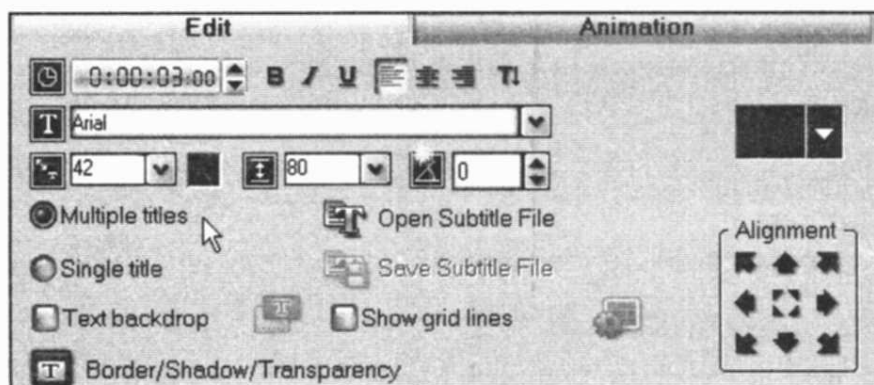 Edit Animation
0:00:03:00 B I U T
T Arial
42 80 0
Multiple titles Open Subtitle File
Alignment
Single title Save Subtitle File
Text backdrop T Show grid lines
T Border/Shadow/Transparency